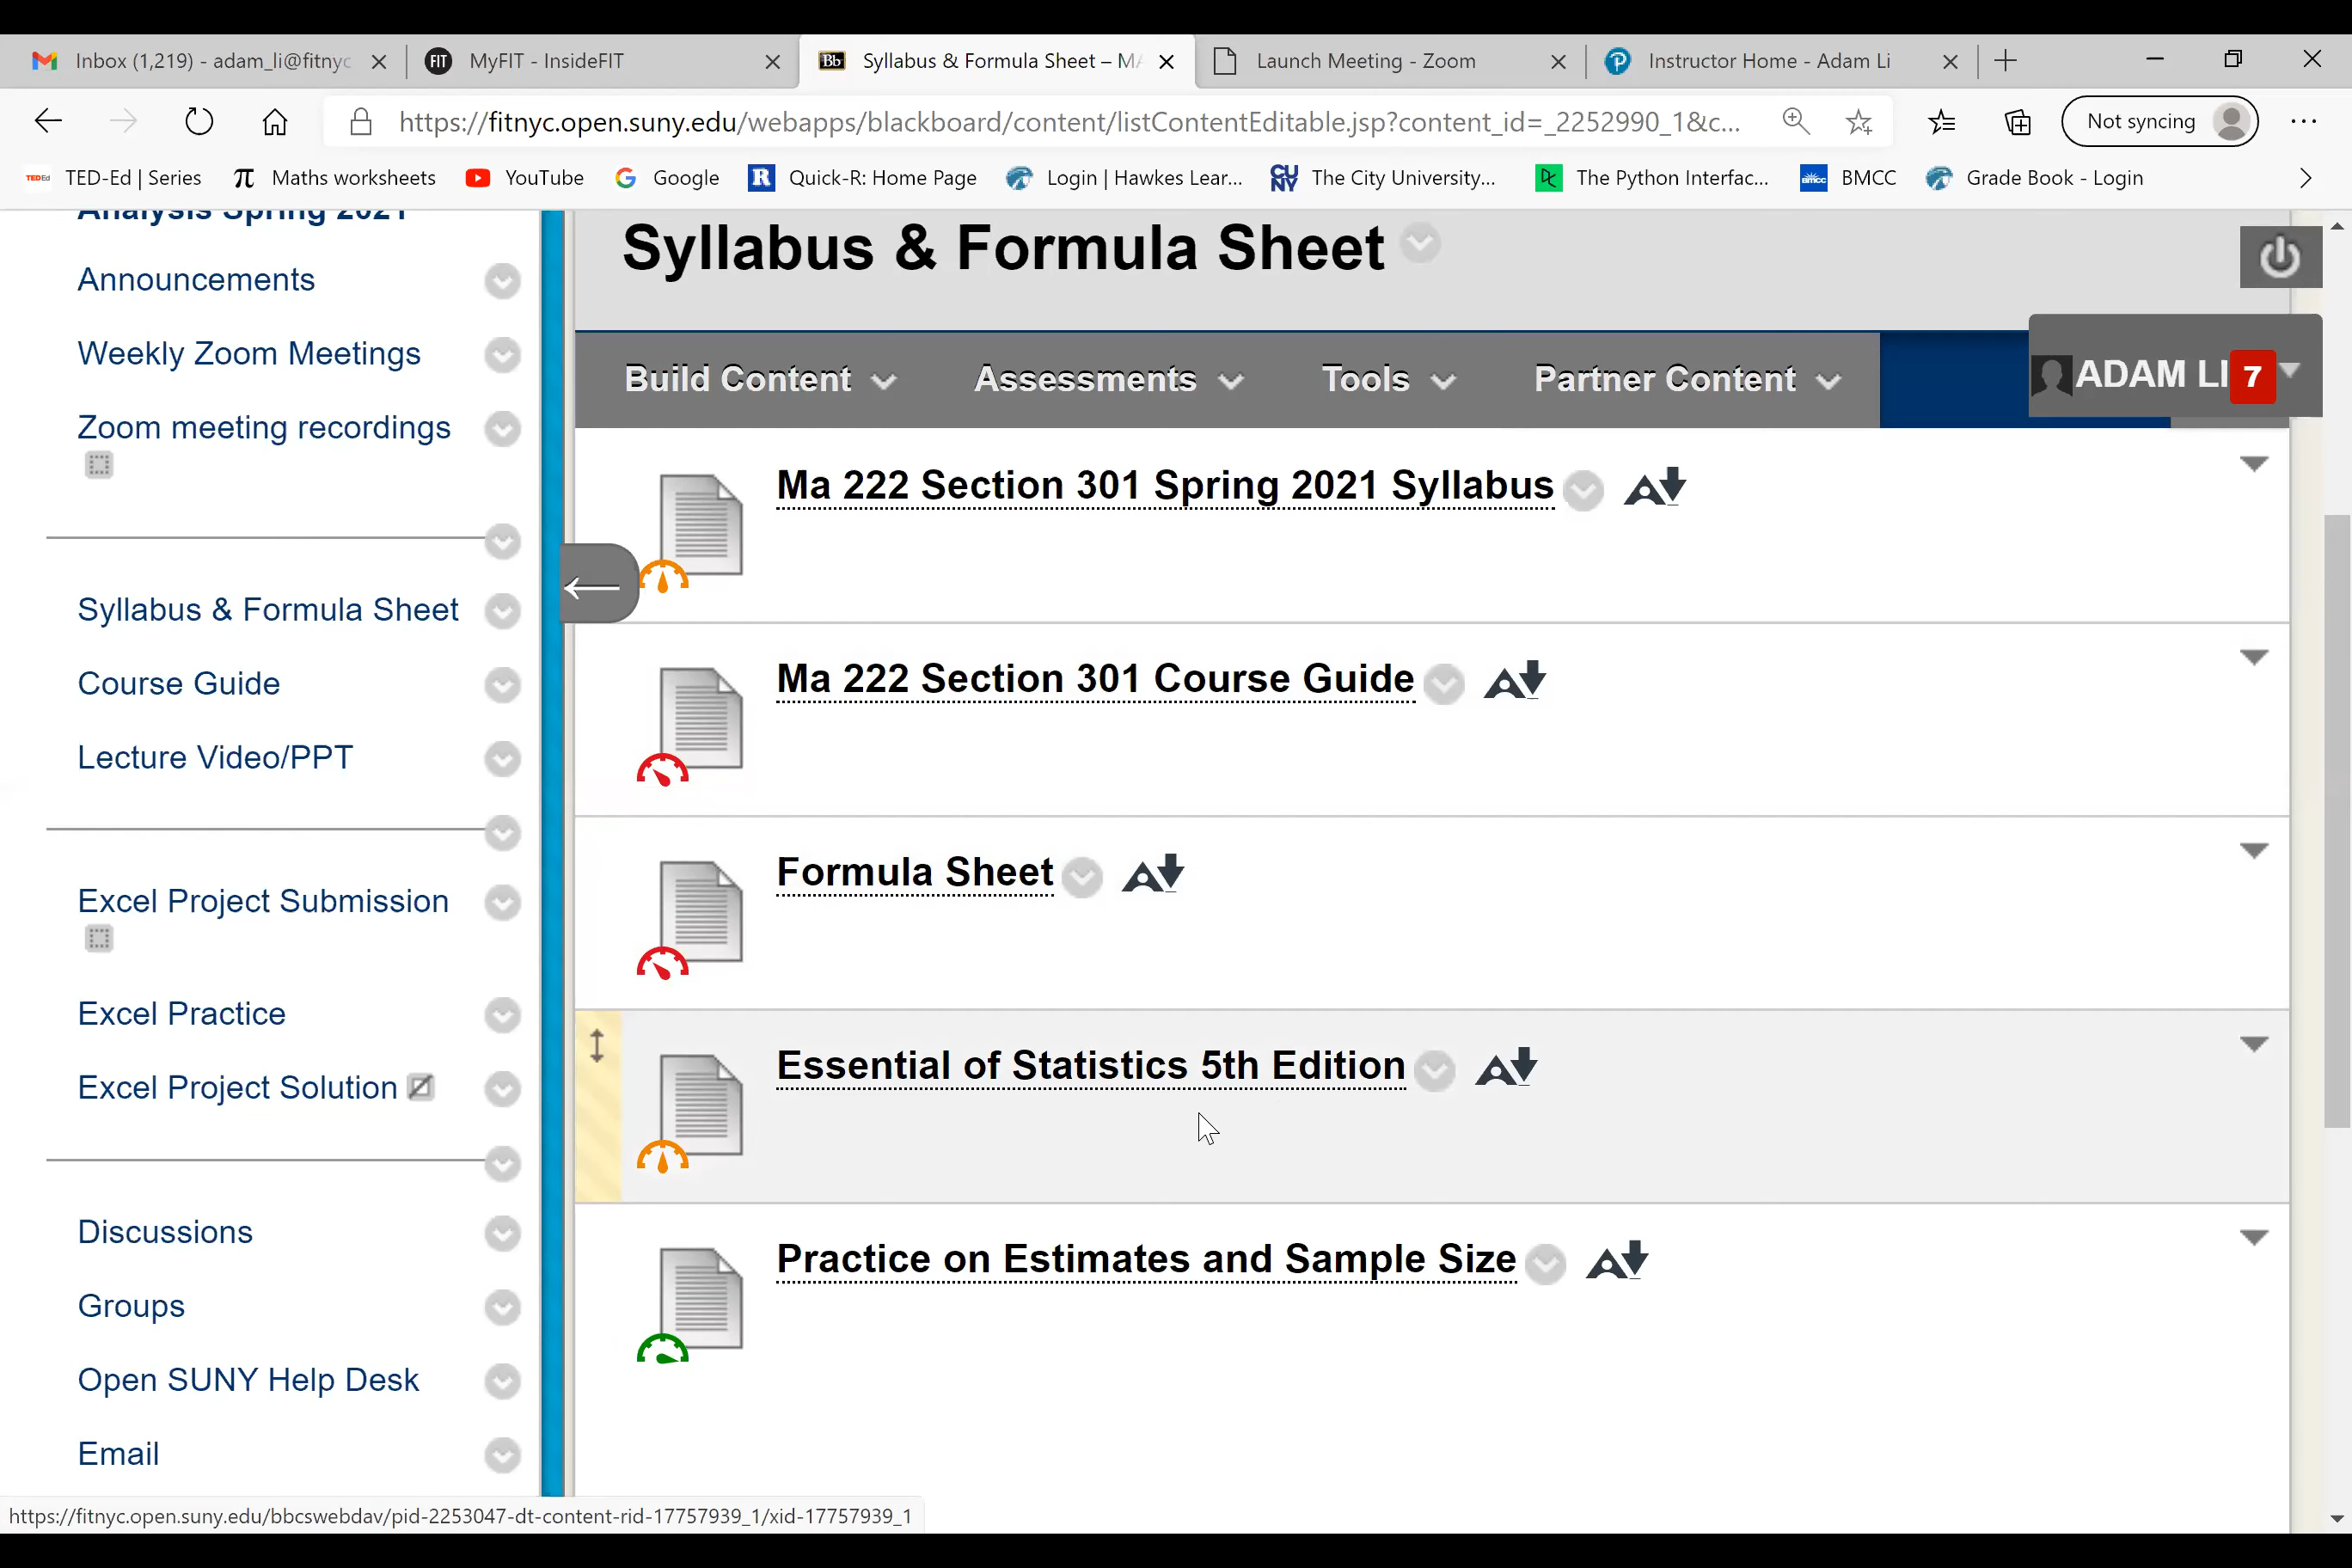 Inbox (1,219) - adam_li@fitnyc
FIT
MyFIT - InsideFIT
Bb
Syllabus & Formula Sheet – MA
Launch Meeting - Zoom
Instructor Home - Adam Li
https://fitnyc.open.suny.edu/webapps/blackboard/content/listContentEditable.jsp?content_id=_2252990_1&c...
Not syncing
TED-Ed | Series
Maths worksheets
YouTube
Google
Quick-R: Home Page
Login | Hawkes Lear...
The City University...
The Python Interfac...
BMCC
Grade Book - Login
Analysis Spring 2021
Announcements
Weekly Zoom Meetings
Zoom meeting recordings
Syllabus & Formula Sheet
Course Guide
Lecture Video/PPT
Excel Project Submission
Excel Practice
Excel Project Solution
Discussions
Groups
Open SUNY Help Desk
Email
Syllabus & Formula Sheet
ADAM LI 7
Build Content
Assessments
Tools
Partner Content
Ma 222 Section 301 Spring 2021 Syllabus
Ma 222 Section 301 Course Guide
Formula Sheet
Essential of Statistics 5th Edition
Practice on Estimates and Sample Size
https://fitnyc.open.suny.edu/bbcswebdav/pid-2253047-dt-content-rid-17757939_1/xid-17757939_1